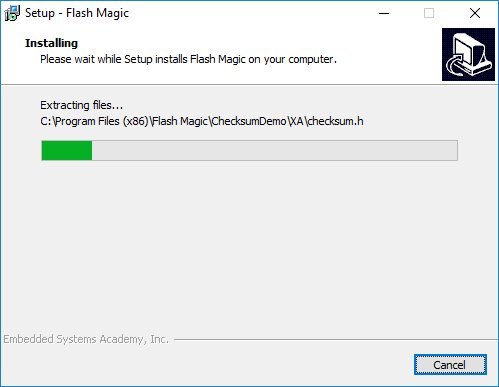 Setup - Flash Magic
Installing
Please wait while Setup installs Flash Magic on your computer.
Extracting files...
C:\Program Files (x86)\Flash Magic\ChecksumDemo\XA\checksum.h
Embedded Systems Academy, Inc.
Cancel